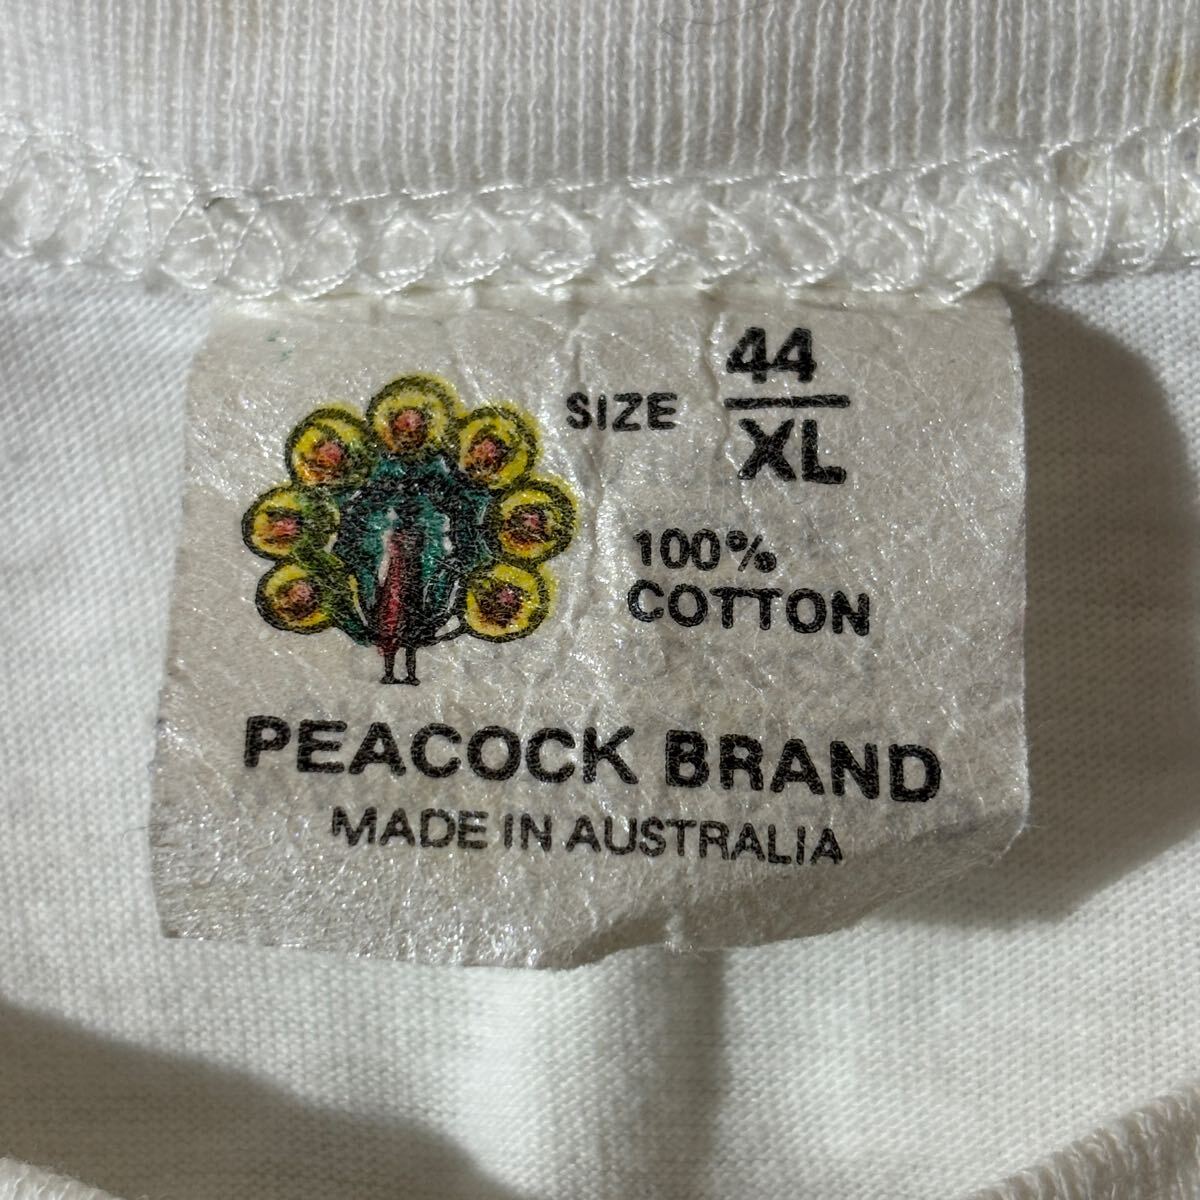 SIZE 44
XL
100%
COTTON
PEACOCK BRAND
MADE IN AUSTRALIA